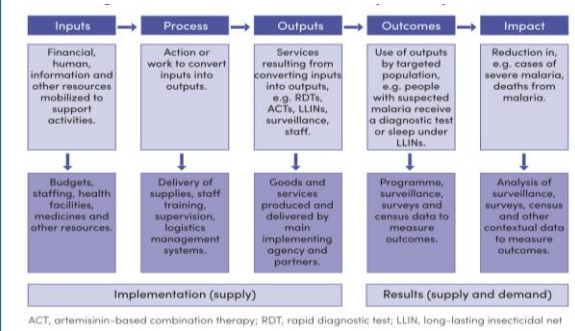 Inputs
Process
Outputs
Outcomes
Impact
Financial,
human,
information and
other resources
mobilized to
support
activities.
Action or
work to convert
inputs into
outputs.
Services
resulting from
converting inputs
into outputs,
e.g. RDTs,
ACTs, LLINs,
surveillance,
staff.
Use of outputs
by targeted
population,
e.g. people
with suspected
malaria receive
a diagnostic test
or sleep under
LLINs.
Reduction in,
e.g. cases of
severe malaria,
deaths from
malaria.
Budgets,
staffing, health
facilities,
medicines and
other resources.
Delivery of
supplies, staff
training,
supervision,
logistics
management
systems.
Goods and
services
produced and
delivered by
main
implementing
agency and
partners.
Programme,
surveillance,
surveys and
census data to
measure
outcomes.
Analysis of
surveillance,
surveys, census
and other
contextual data
to measure
outcomes.
Implementation (supply)
Results (supply and demand)
ACT, artemisinin-based combination therapy; RDT, rapid diagnostic test; LLIN, long-lasting insecticidal net